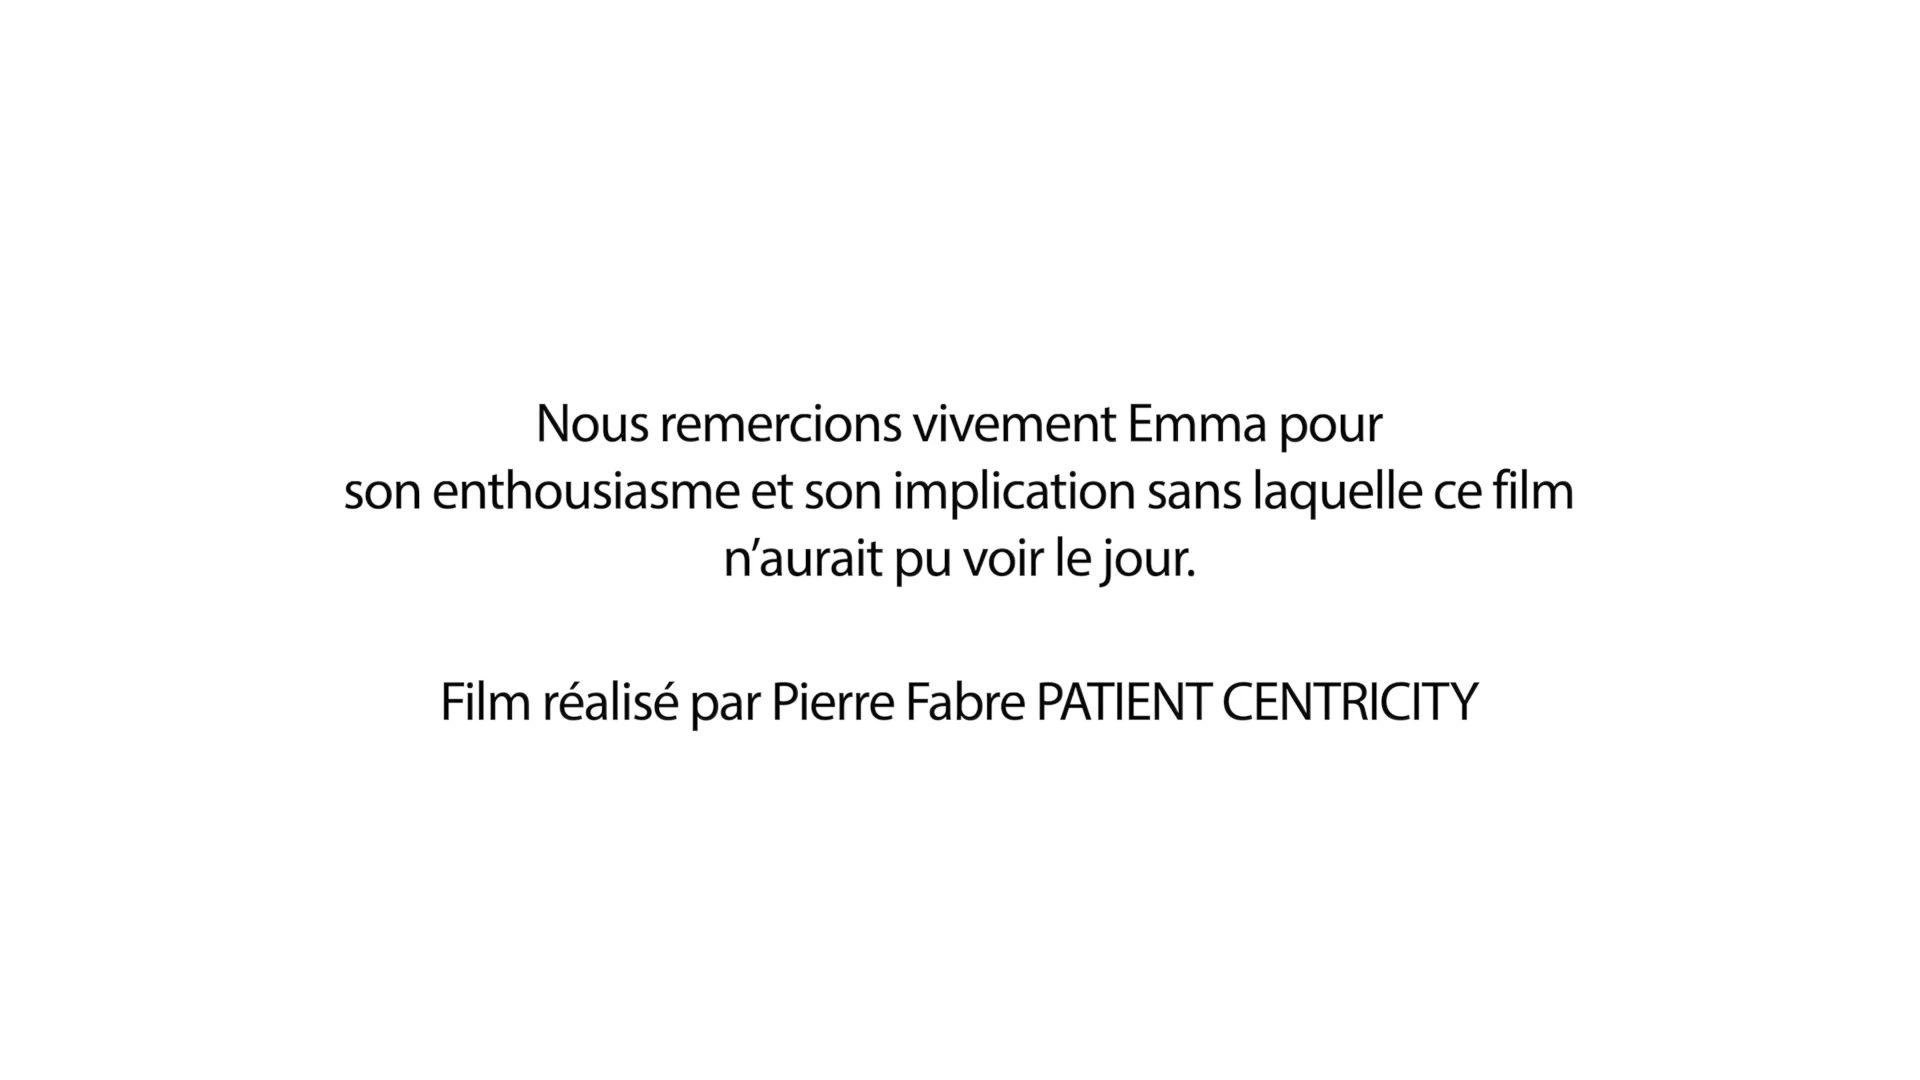 Nous remercions vivement Emma pour
son enthousiasme et son implication sans laquelle ce film
n’aurait pu voir le jour.
Film réalisé par Pierre Fabre PATIENT CENTRICITY